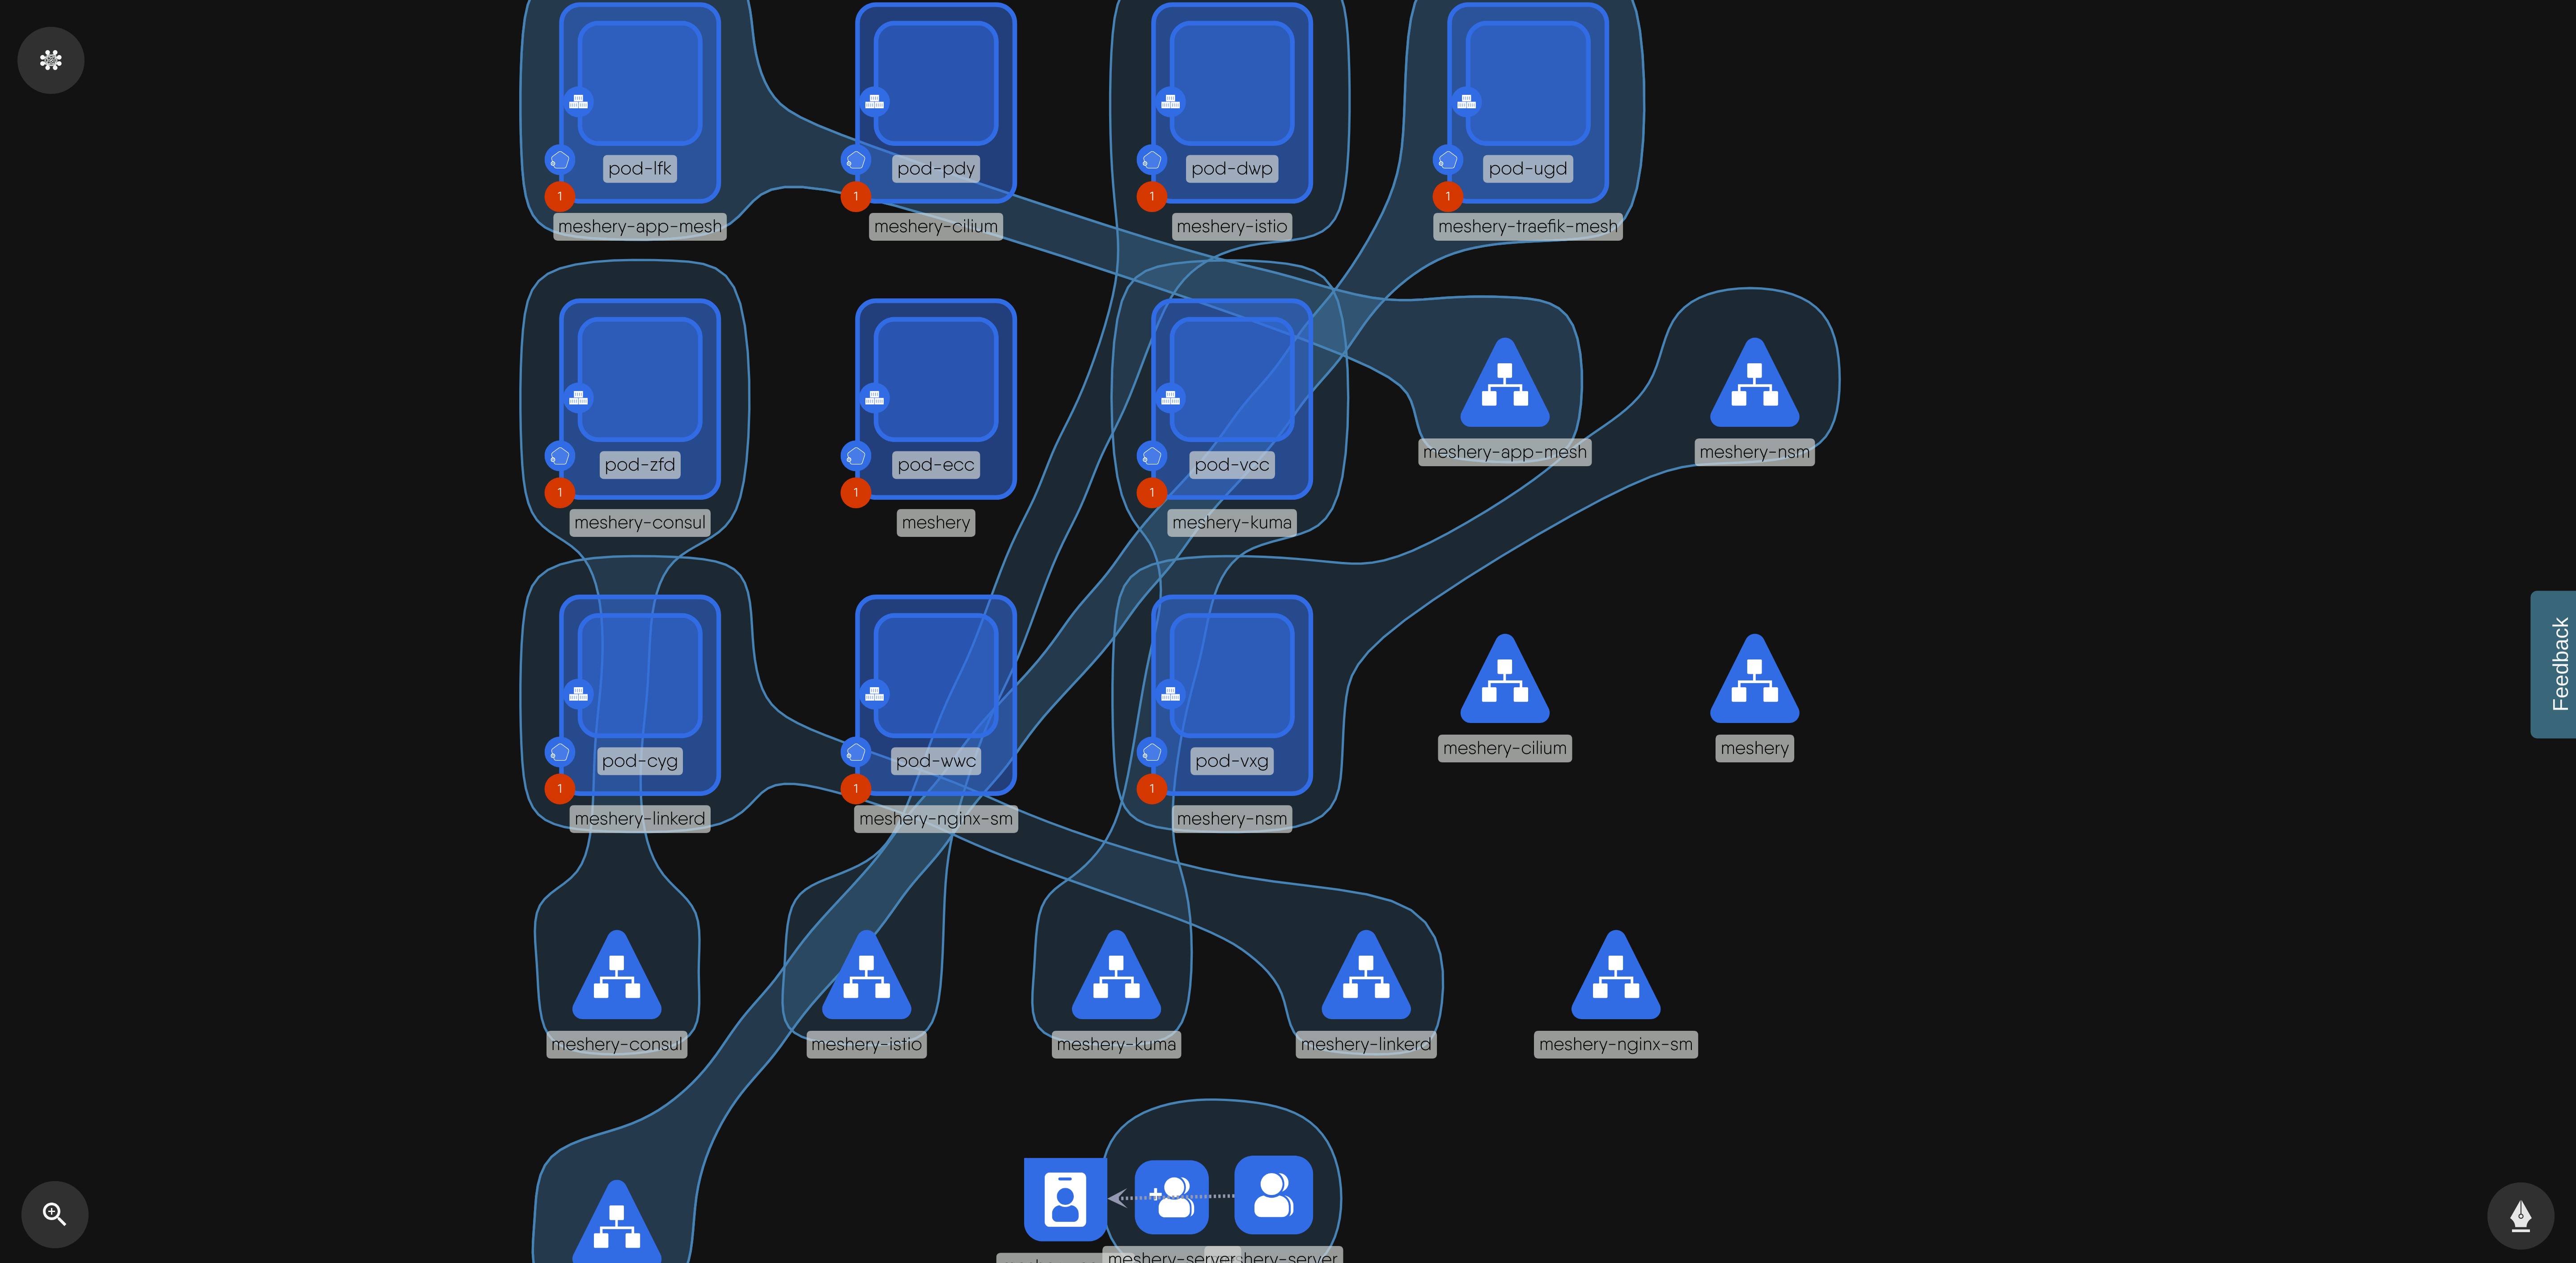 pod-lfk
pod-pdy
pod-dwp
pod-ugd
1
1
1
1
meshery-app-mesh
meshery-cilium
meshery-istio
meshery-traefik-mesh
pod-zfd
pod-ecc
pod-vcc
meshery-app-mesh
meshery-nsm
1
1
1
meshery-consul
meshery
meshery-kuma
Feedback
pod-cyg
pod-wwc
pod-vxg
meshery-cilium
meshery
1
1
1
meshery-linkerd
meshery-nginx-sm
meshery-nsm
meshery-consul
meshery-istio
meshery-kuma
meshery-linkerd
meshery-nginx-sm
meshery-server
hery-server